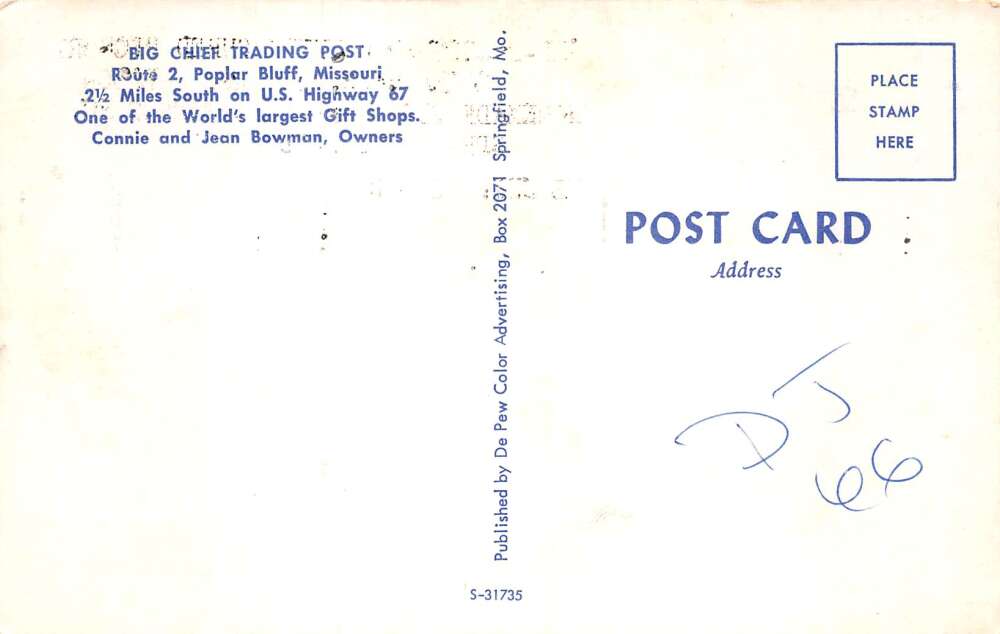 BIG CHIEF TRADING POST
Route 2, Poplar Bluff, Missouri
2½ Miles South on U.S. Highway 67
One of the World's largest Gift Shops.
Connie and Jean Bowman, Owners
Published by De Pew Color Advertising, Box 2071 Springfield, Mo.
S-31735
PLACE
STAMP
HERE
POST CARD
Address
DJ
66